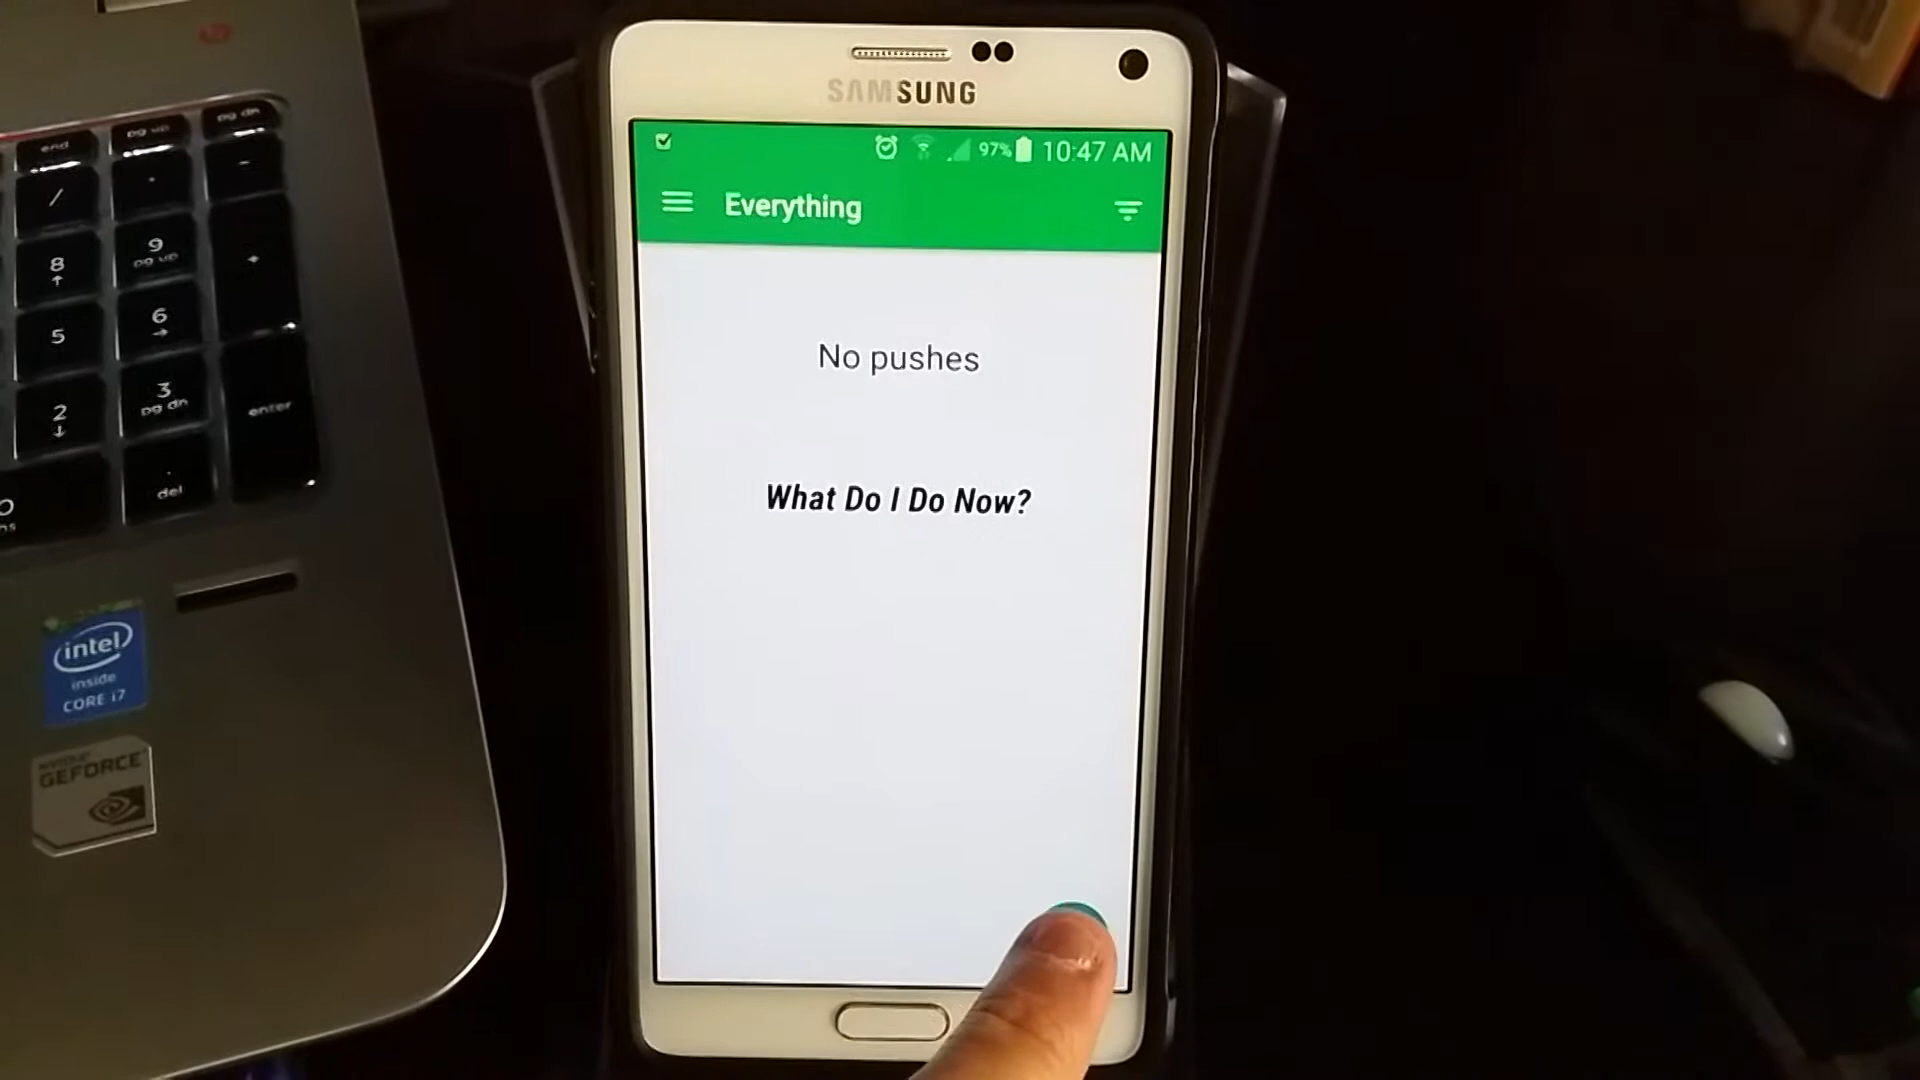 SAMSUNG
97% 10:47 AM
Everything
No pushes
What Do I Do Now?
end
pg up
pg dn
/
-
8
9
pg up
+
5
6
2
3
pg dn
enter
del
intel
inside
CORE i7
NVIDIA
GEFORCE